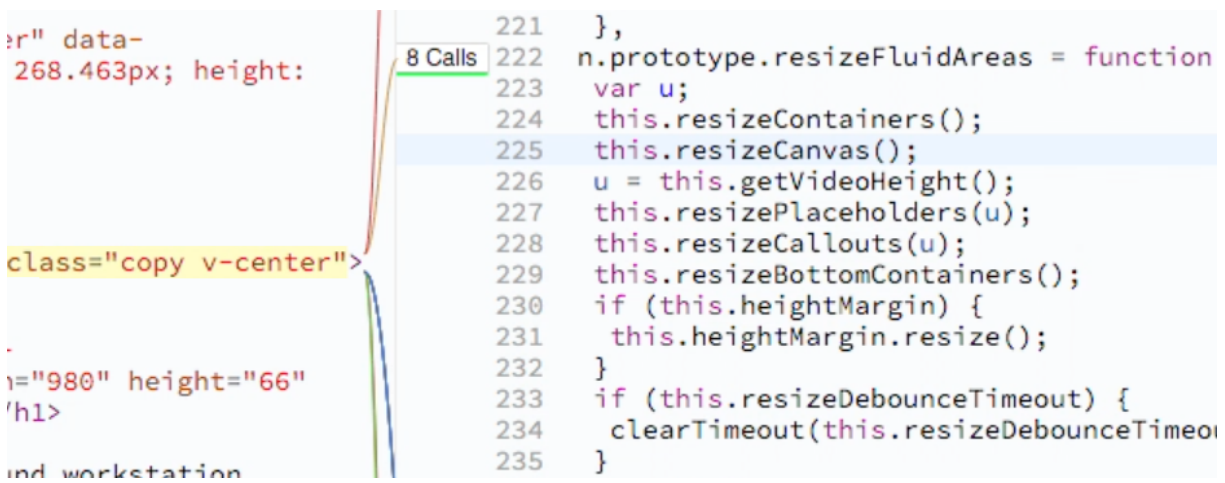 er" data-
268.463px; height:
class="copy v-center">
="980" height="66"
/h1>
und workstation
8 Calls
221 },
222 n.prototype.resizeFluidAreas = function
223 var u;
224 this.resizeContainers();
225 this.resizeCanvas();
226 u = this.getVideoHeight();
227 this.resizePlaceholders(u);
228 this.resizeCallouts(u);
229 this.resizeBottomContainers();
230 if (this.heightMargin) {
231 this.heightMargin.resize();
232 }
233 if (this.resizeDebounceTimeout) {
234 clearTimeout(this.resizeDebounceTimeou
235 }